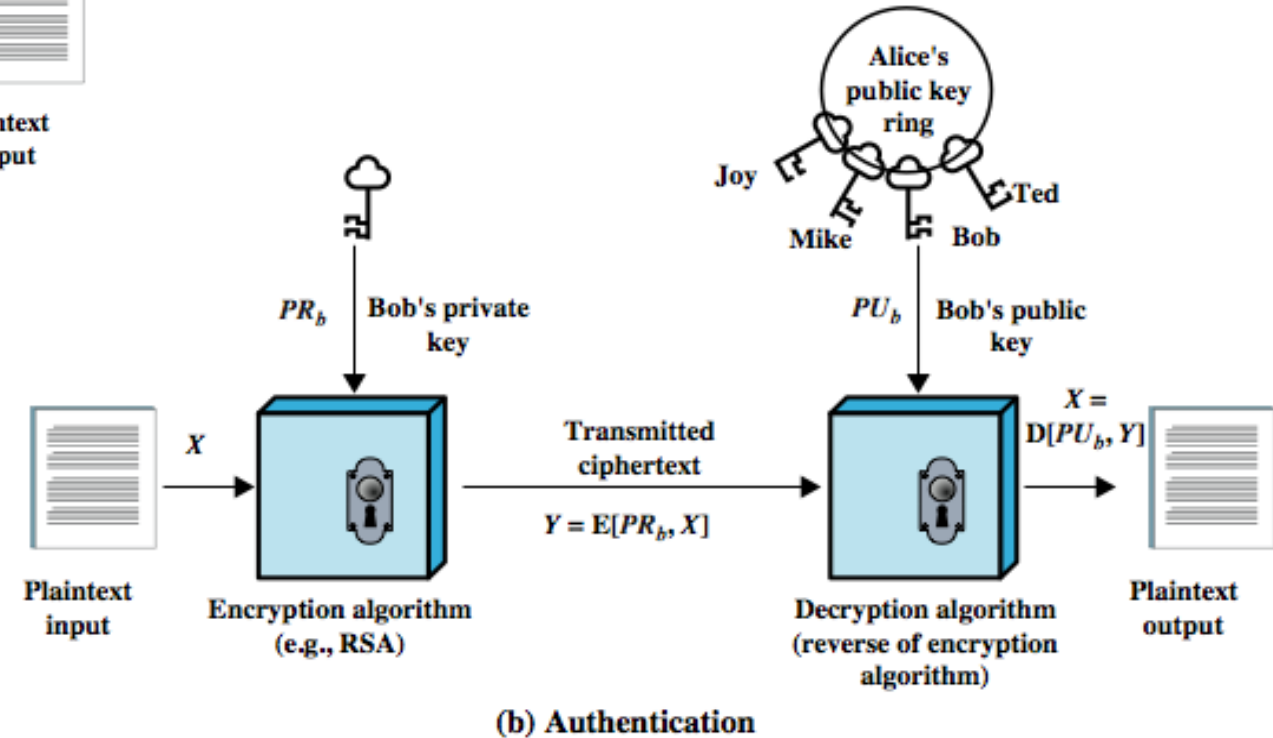 Alice's
public key
ring
Joy
Ted
Mike
Bob
PR_b
Bob's private
key
PU_b
Bob's public
key
X
Transmitted
ciphertext
Y = E[PR_b, X]
X =
D[PU_b, Y]
Plaintext
input
Encryption algorithm
(e.g., RSA)
Decryption algorithm
(reverse of encryption
algorithm)
Plaintext
output
(b) Authentication